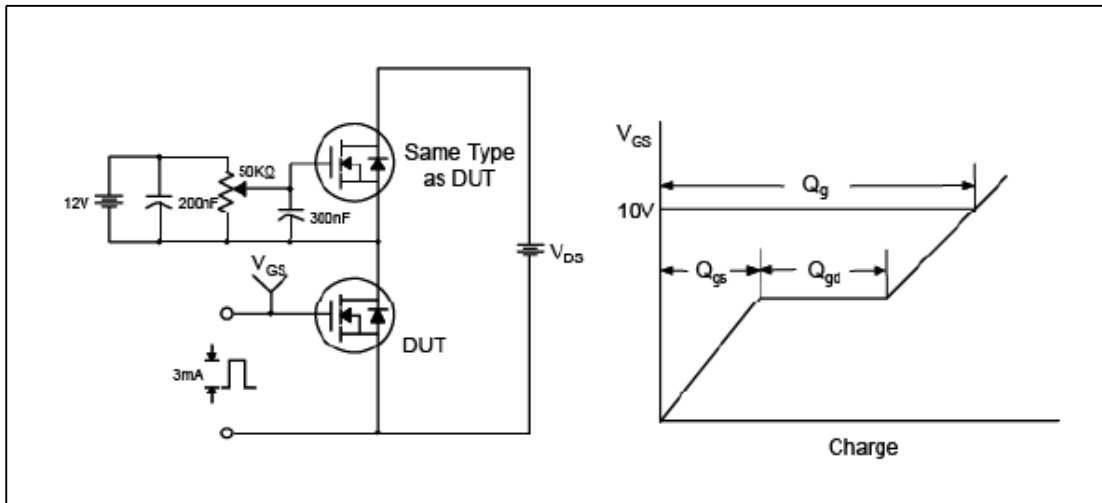 Same Type
as DUT
50KΩ
12V
200nF
300nF
V_GS
V_DS
DUT
3mA
V_GS
Q_g
10V
Q_gs
Q_gd
Charge